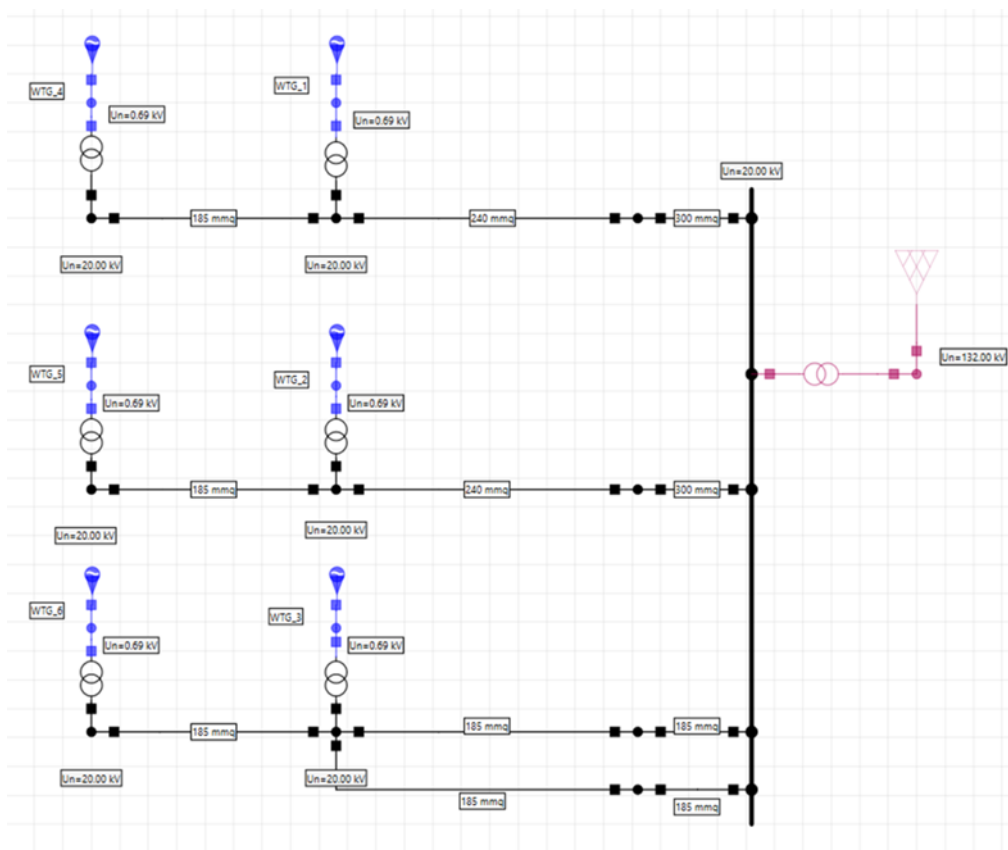 WTG_4
WTG_1
Un=0.69 kV
Un=0.69 kV
Un=20.00 kV
185 mmq
240 mmq
300 mmq
Un=20.00 kV
Un=20.00 kV
Un=132.00 kV
WTG_5
WTG_2
Un=0.69 kV
Un=0.69 kV
185 mmq
240 mmq
300 mmq
Un=20.00 kV
Un=20.00 kV
WTG_6
WTG_3
Un=0.69 kV
Un=0.69 kV
185 mmq
185 mmq
185 mmq
Un=20.00 kV
Un=20.00 kV
185 mmq
185 mmq